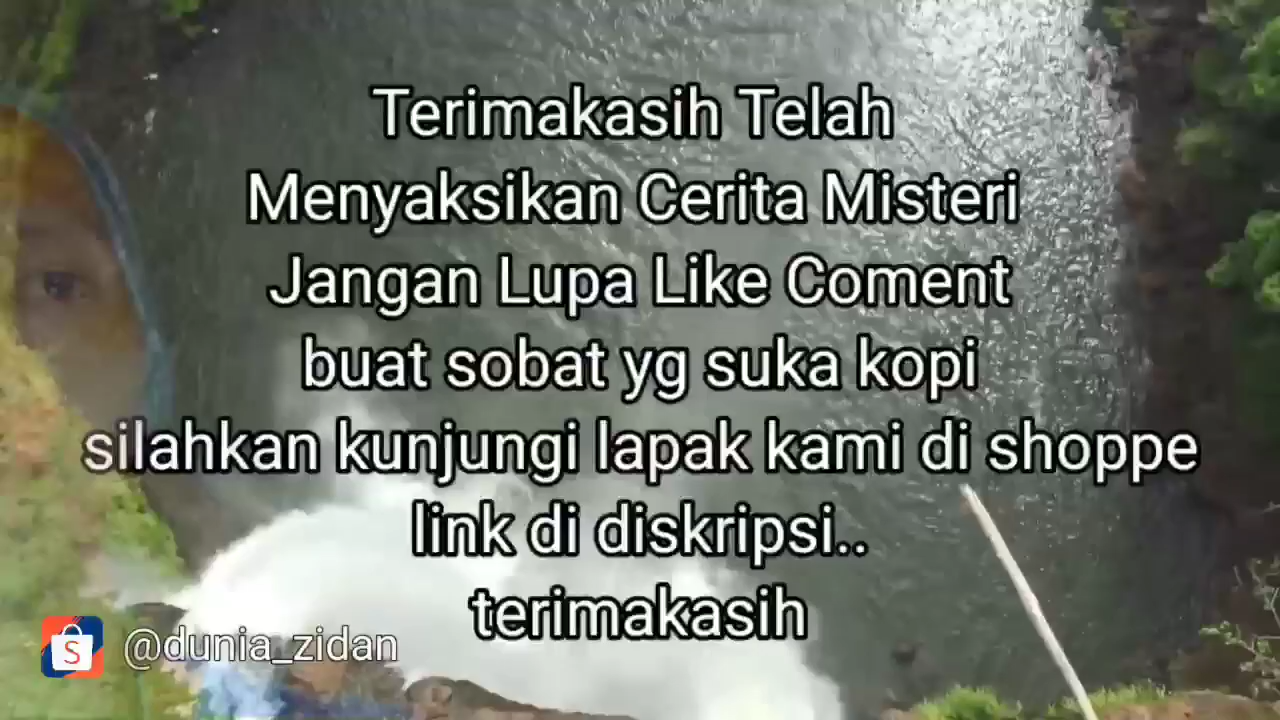 Terimakasih Telah
Menyaksikan Cerita Misteri
Jangan Lupa Like Coment
buat sobat yg suka kopi
silahkan kunjungi lapak kami di shoppe
link di diskripsi..
terimakasih
S @dunia_zidan